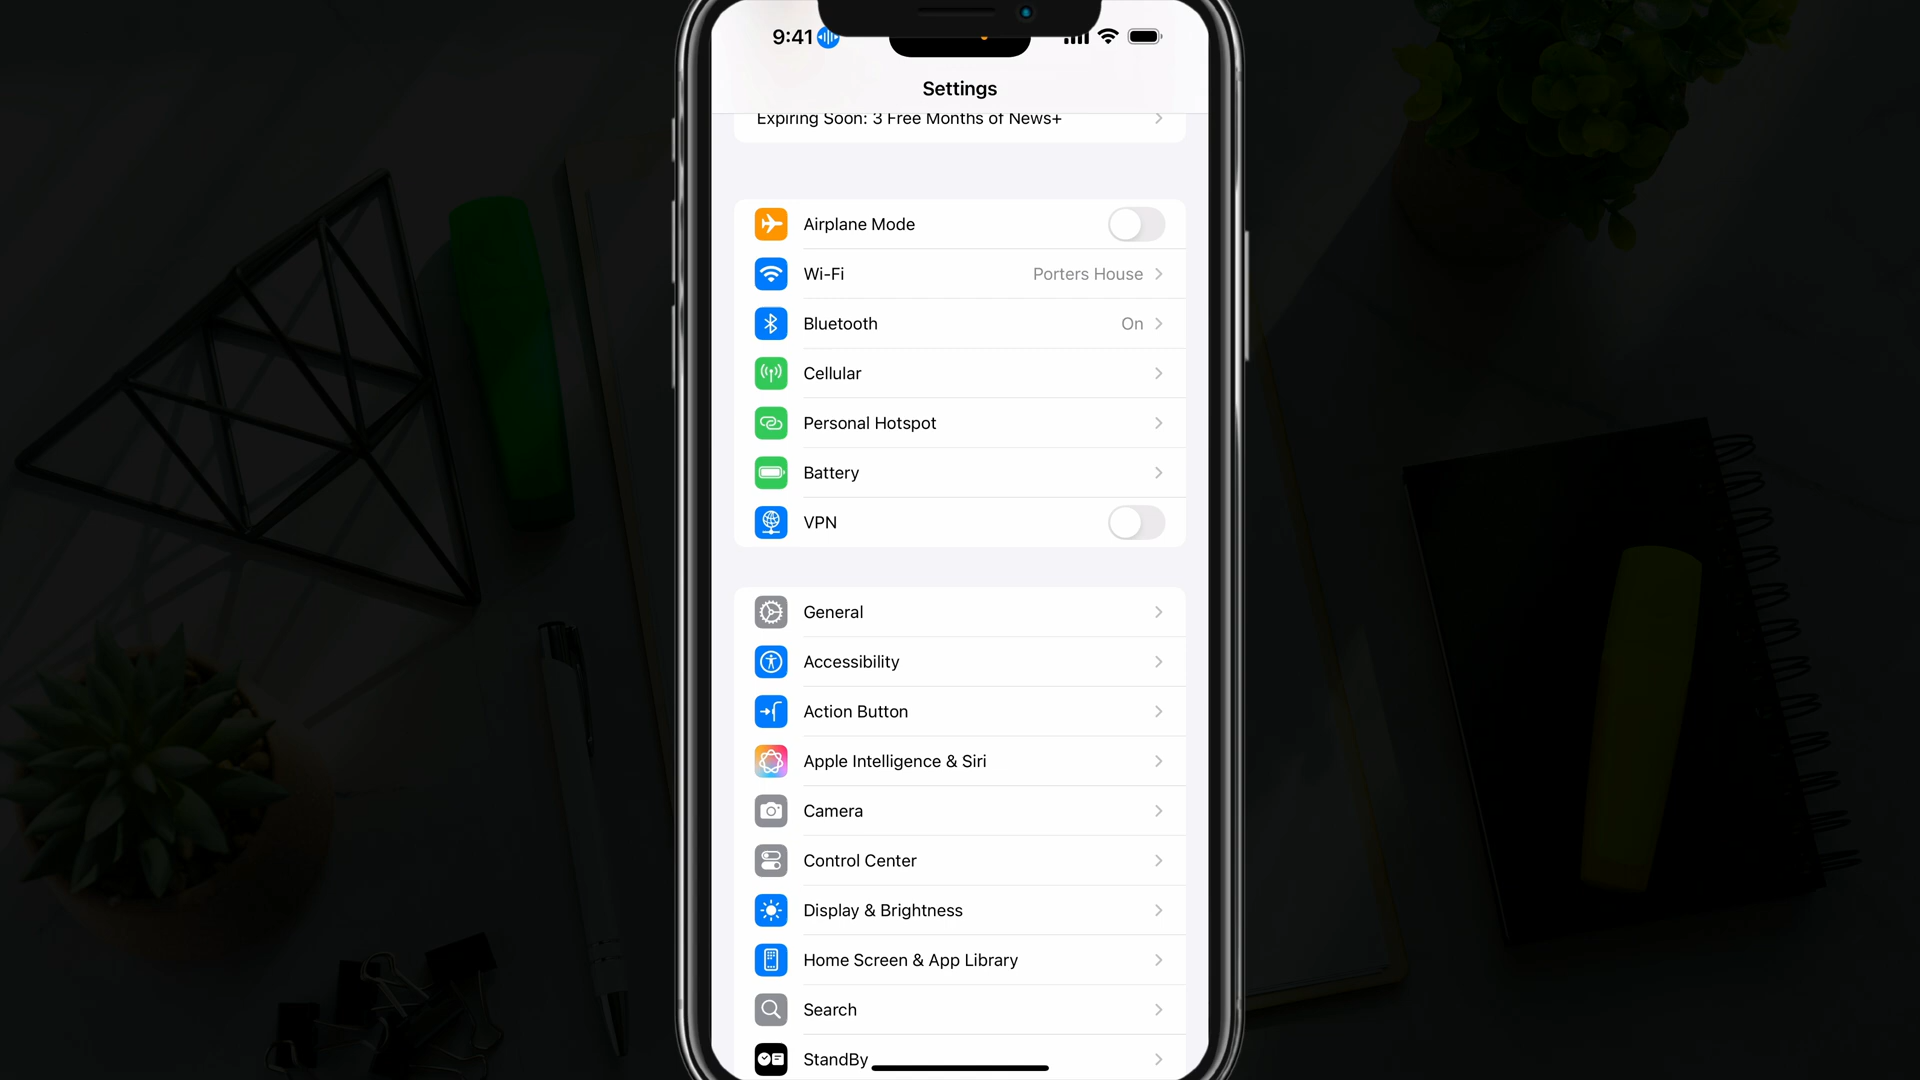 9:41
Settings
Expiring Soon: 3 Free Months of News+
Airplane Mode
Wi-Fi Porters House
Bluetooth On
Cellular
Personal Hotspot
Battery
VPN
General
Accessibility
Action Button
Apple Intelligence & Siri
Camera
Control Center
Display & Brightness
Home Screen & App Library
Search
StandBy